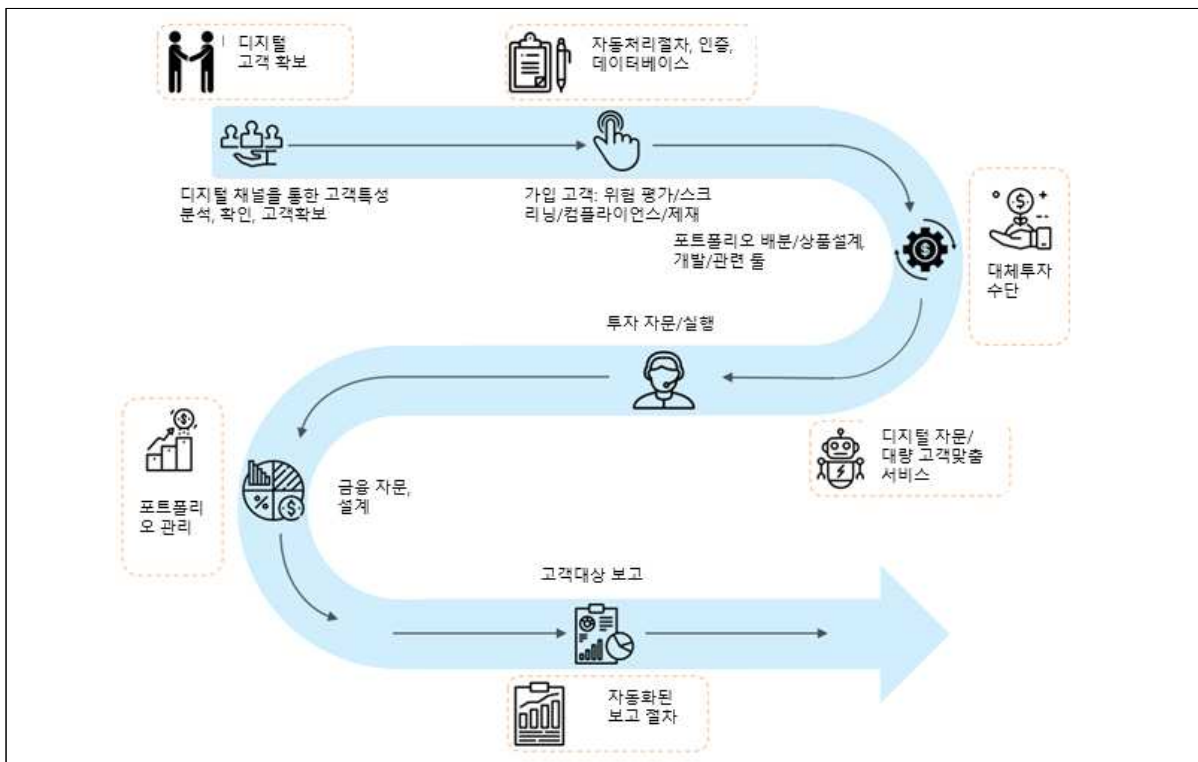 디지털
고객 확보
자동처리절차, 인증,
데이터베이스
디지털 채널을 통한 고객특성
분석, 확인, 고객확보
가입 고객: 위험 평가/스크
리닝/컴플라이언스/제재
포트폴리오 배분/상품설계,
개발/관련 툴
대체투자
수단
투자 자문/실행
디지털 자문/
대량 고객맞춤
서비스
포트폴리
오 관리
금융 자문,
설계
고객대상 보고
자동화된
보고 절차